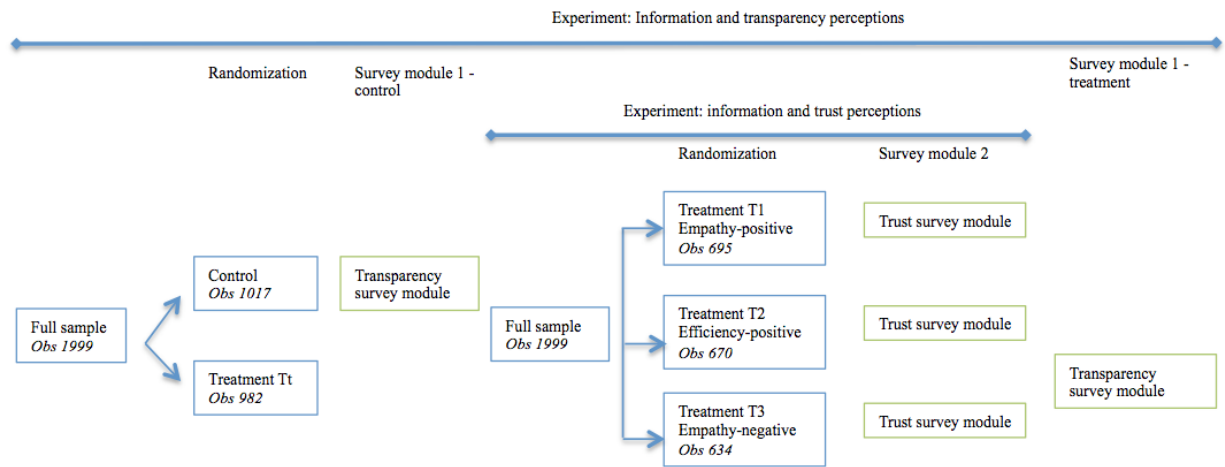 Experiment: Information and transparency perceptions
Randomization
Survey module 1 -
control
Survey module 1 -
treatment
Experiment: information and trust perceptions
Randomization
Survey module 2
Full sample
Obs 1999
Control
Obs 1017
Treatment Tt
Obs 982
Transparency
survey module
Full sample
Obs 1999
Treatment T1
Empathy-positive
Obs 695
Treatment T2
Efficiency-positive
Obs 670
Treatment T3
Empathy-negative
Obs 634
Trust survey module
Trust survey module
Trust survey module
Transparency
survey module